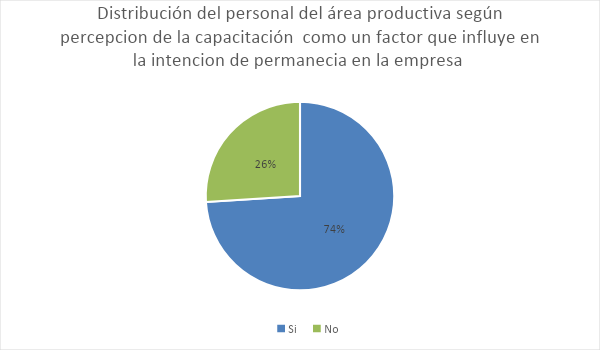 Distribución del personal del área productiva según
percepcion de la capacitación  como un factor que influye en
la intencion de permanecia en la empresa
26%
74%
Si No